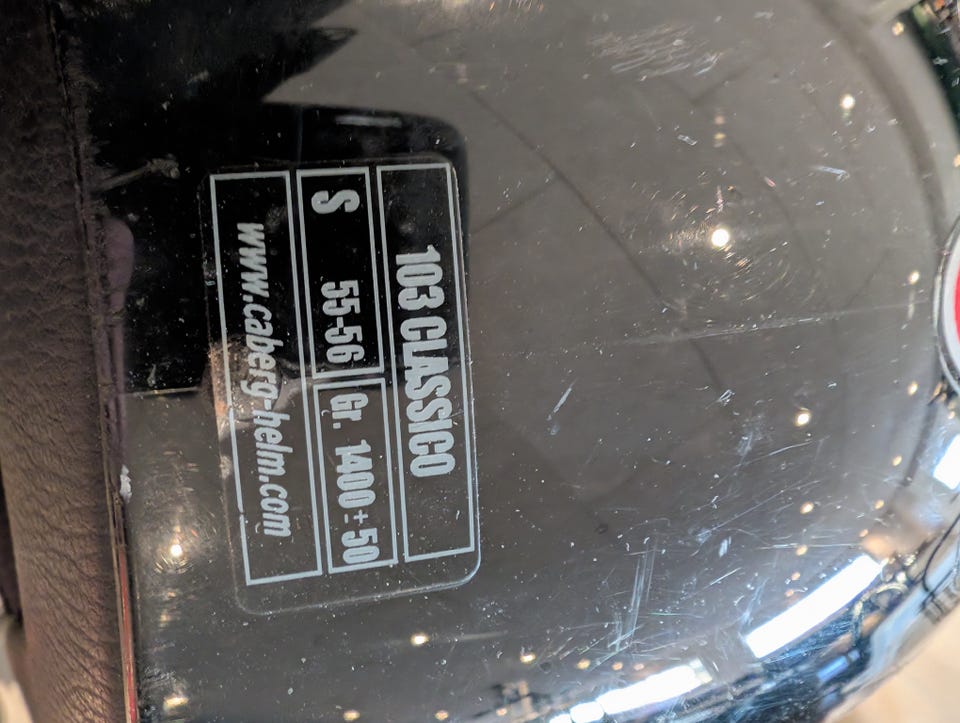 103 CLASSICO
S 55-56 Gr. 1400±50
www.caberg-helm.com